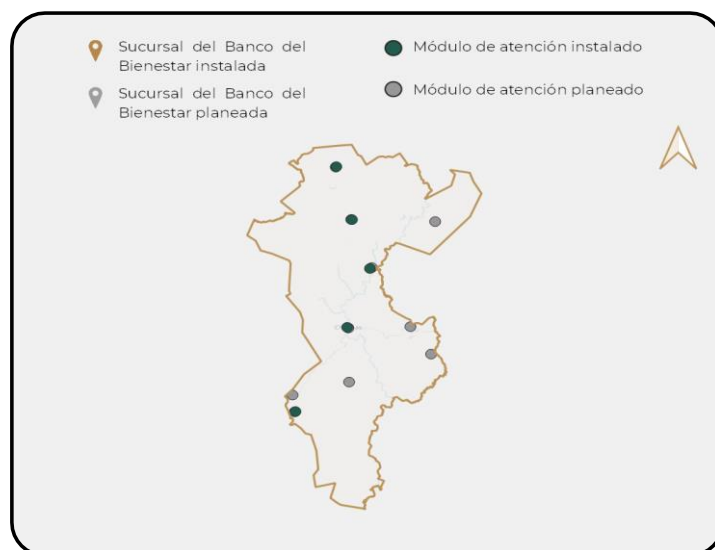 Sucursal del Banco del
Bienestar instalada
Sucursal del Banco del
Bienestar planeada
Módulo de atención instalado
Módulo de atención planeado